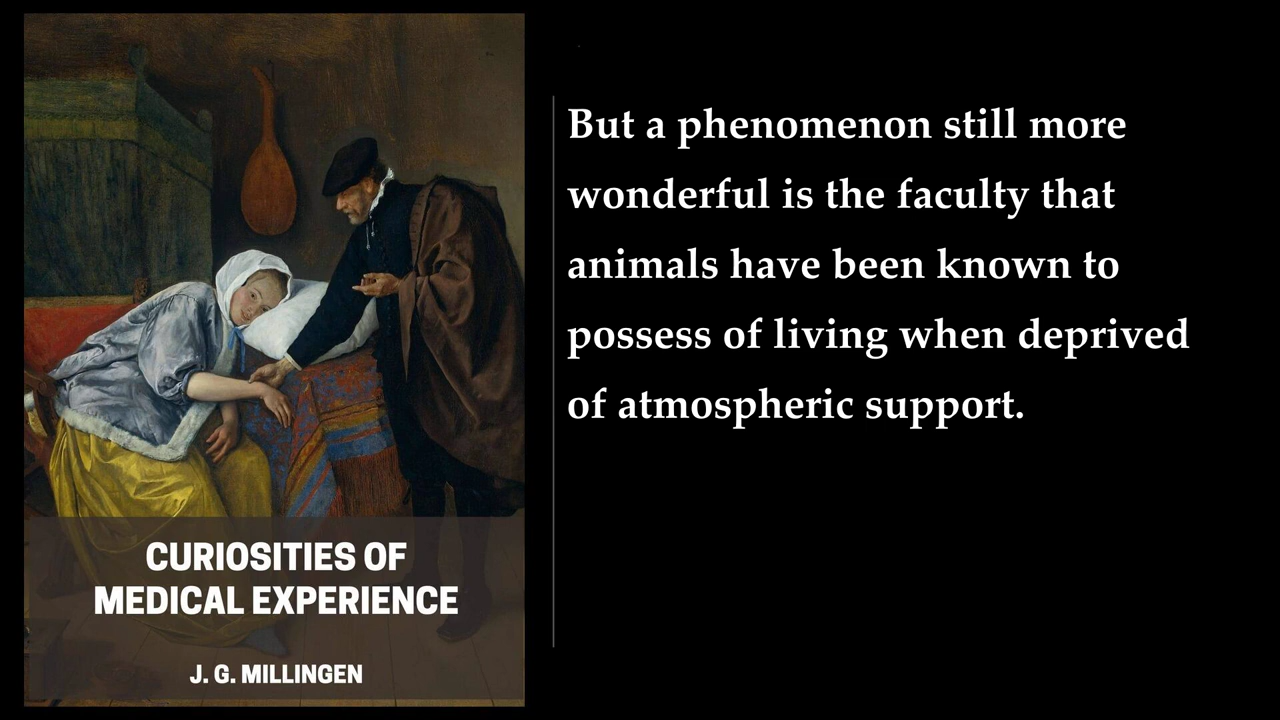 CURIOSITIES OF
MEDICAL EXPERIENCE
J. G. MILLINGEN
But a phenomenon still more
wonderful is the faculty that
animals have been known to
possess of living when deprived
of atmospheric support.